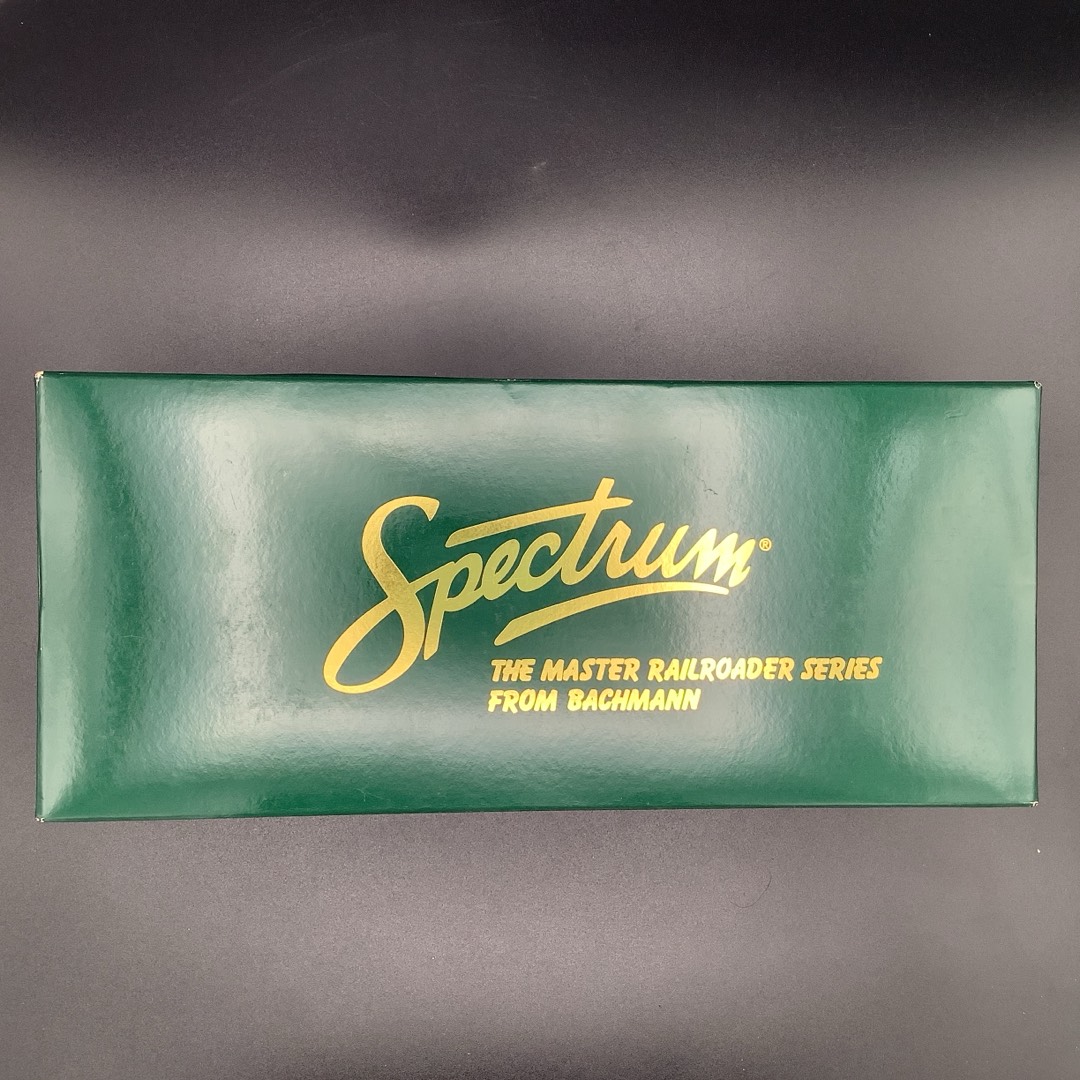 Spectrum®
THE MASTER RAILROADER SERIES
FROM BACHMANN